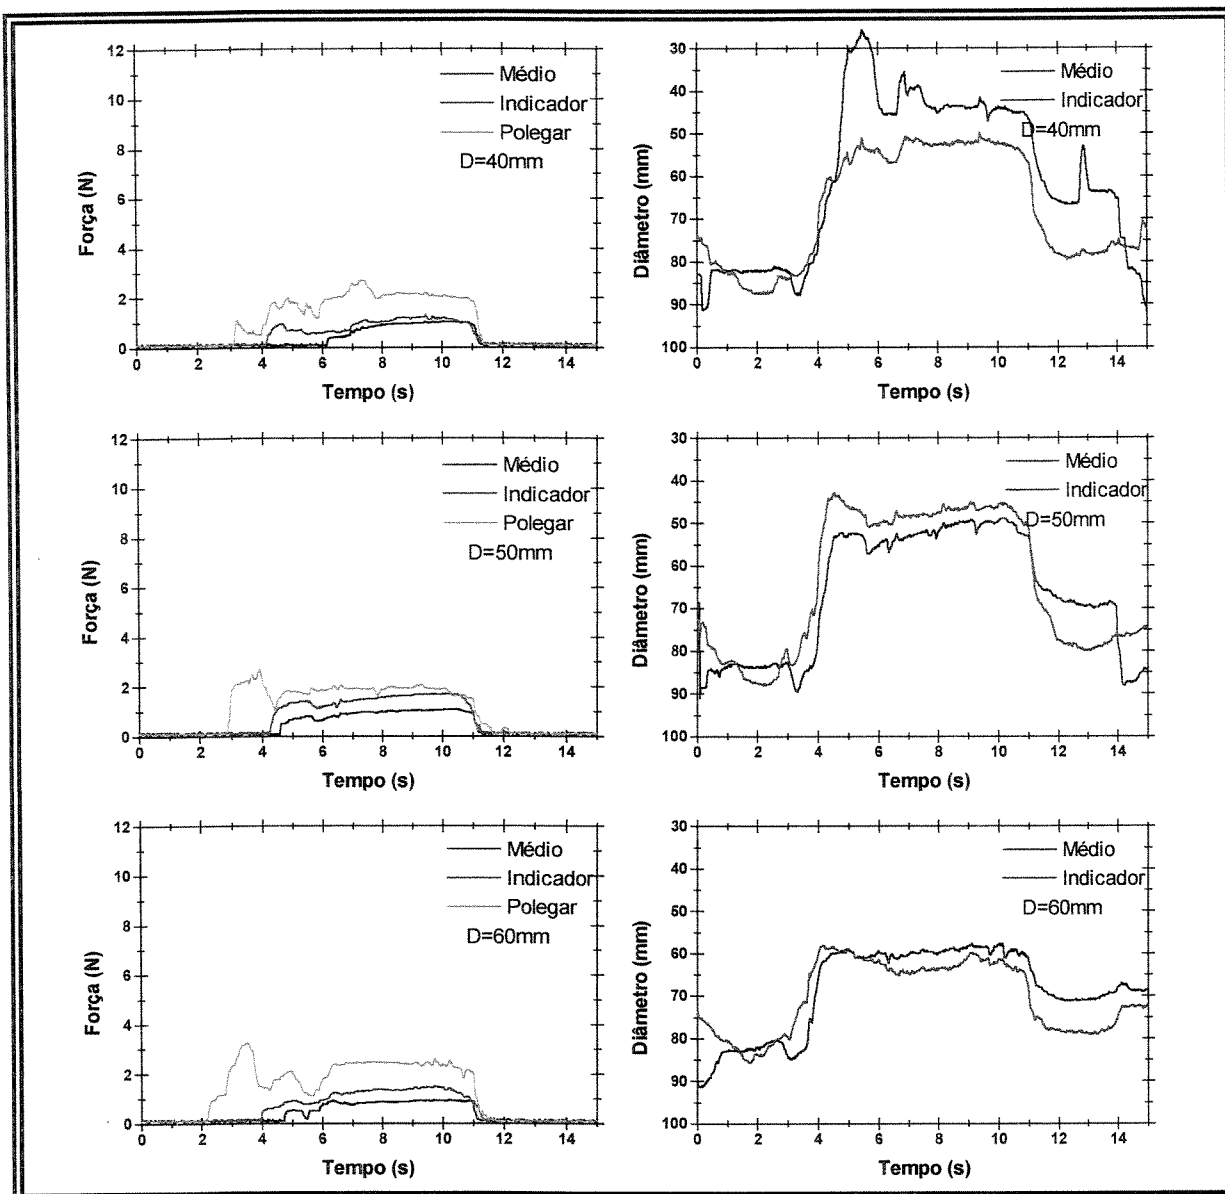 12
10
8
6
4
2
0
Força (N)
Médio
Indicador
Polegar
D=40mm
0 2 4 6 8 10 12 14
Tempo (s)
30
40
50
60
70
80
90
100
Diâmetro (mm)
Médio
Indicador
D=40mm
0 2 4 6 8 10 12 14
Tempo (s)
12
10
8
6
4
2
0
Força (N)
Médio
Indicador
Polegar
D=50mm
0 2 4 6 8 10 12 14
Tempo (s)
30
40
50
60
70
80
90
100
Diâmetro (mm)
Médio
Indicador
D=50mm
0 2 4 6 8 10 12 14
Tempo (s)
12
10
8
6
4
2
0
Força (N)
Médio
Indicador
Polegar
D=60mm
0 2 4 6 8 10 12 14
Tempo (s)
30
40
50
60
70
80
90
100
Diâmetro (mm)
Médio
Indicador
D=60mm
0 2 4 6 8 10 12 14
Tempo (s)